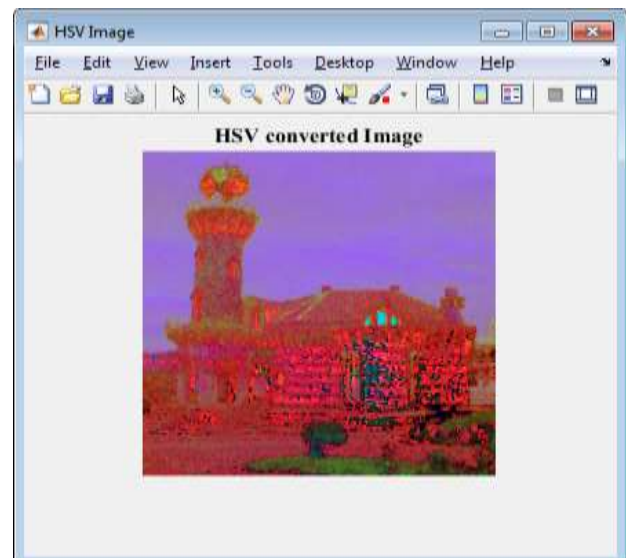 HSV Image
File Edit View Insert Tools Desktop Window Help
HSV converted Image